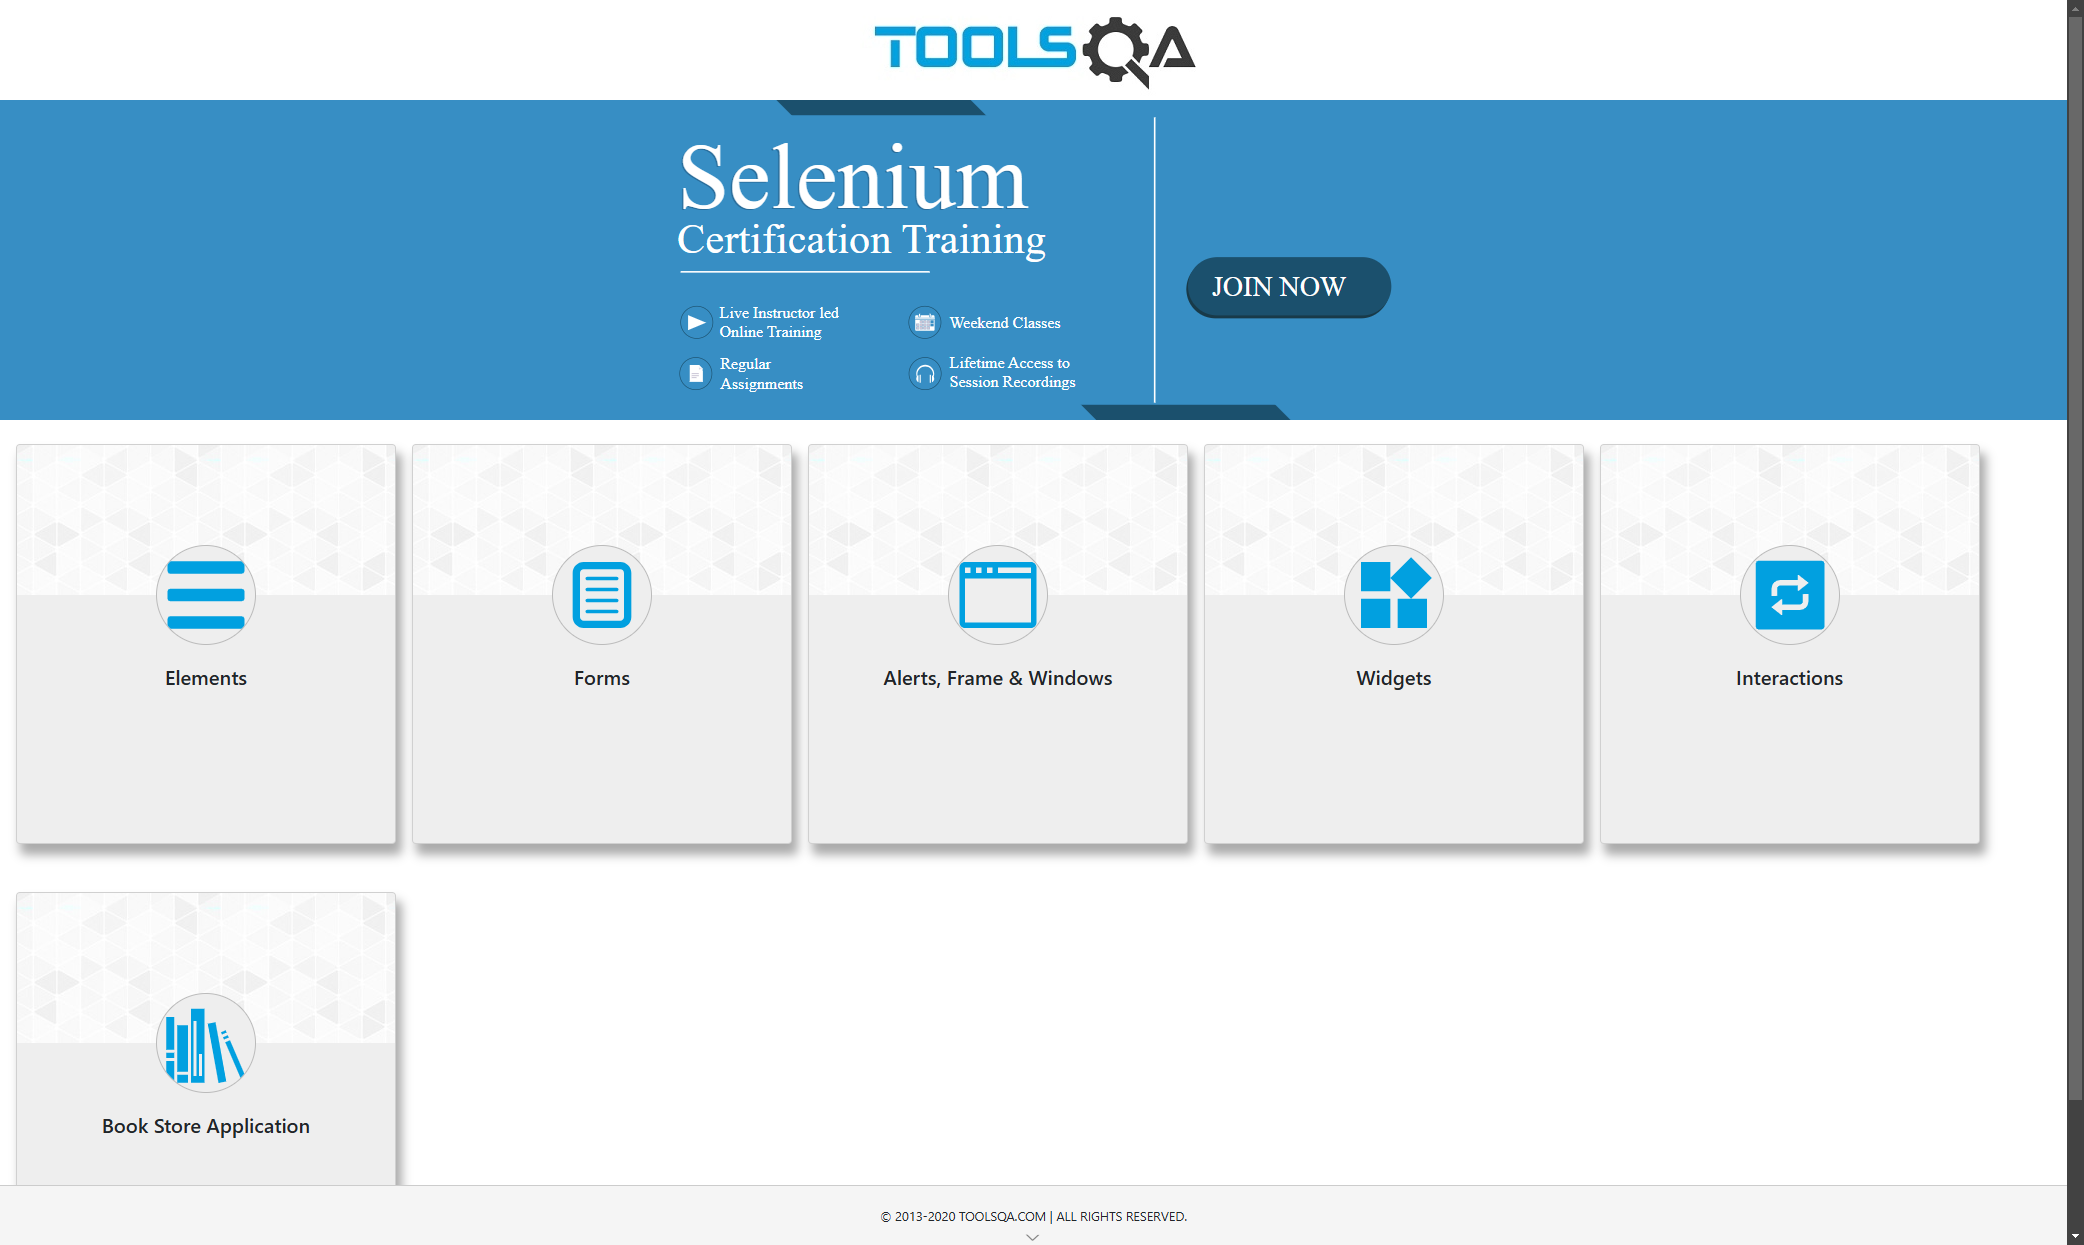 TOOLSQA
Selenium
Certification Training
JOIN NOW
Live Instructor led
Online Training
Weekend Classes
Regular
Assignments
Lifetime Access to
Session Recordings
Elements
Forms
Alerts, Frame & Windows
Widgets
Interactions
Book Store Application
© 2013-2020 TOOLSQA.COM | ALL RIGHTS RESERVED.